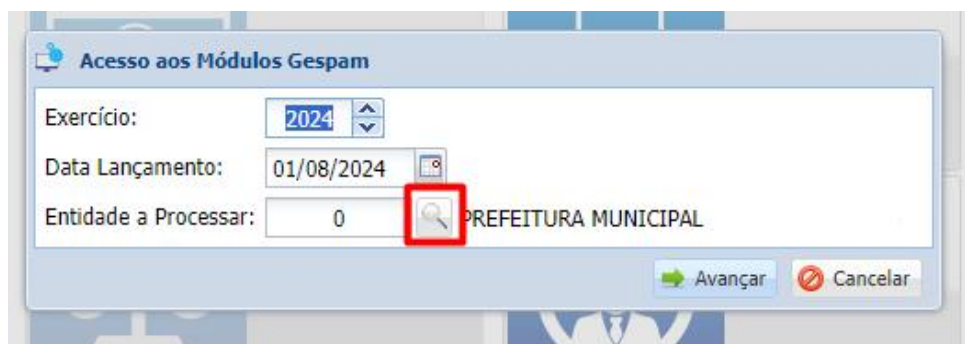 Acesso aos Módulos Gespam
Exercício: 2024
Data Lançamento: 01/08/2024
Entidade a Processar: 0 PREFEITURA MUNICIPAL
Avançar Cancelar